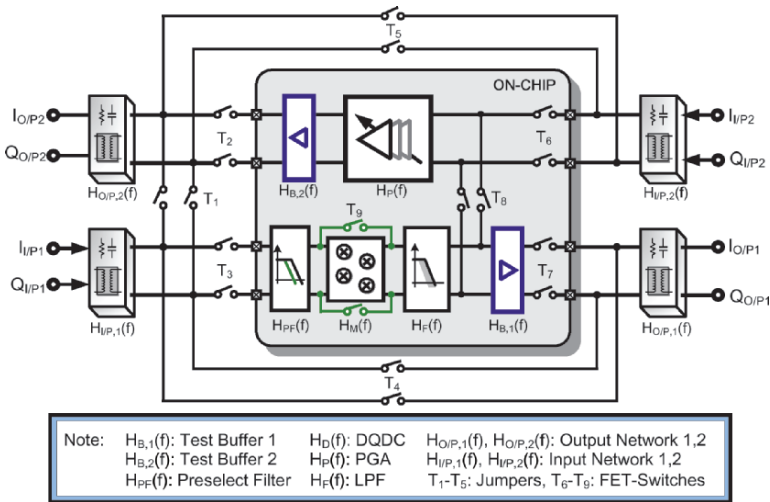 T5
ON-CHIP
IO/P2
QO/P2
HO/P,2(f)
T2
HB,2(f)
HP(f)
T6
II/P2
QI/P2
HI/P,2(f)
T1
T8
T9
II/P1
QI/P1
HI/P,1(f)
T3
HPF(f)
HM(f)
HF(f)
HB,1(f)
T7
IO/P1
QO/P1
HO/P,1(f)
T4
Note: HB,1(f): Test Buffer 1 HD(f): DQDC HO/P,1(f), HO/P,2(f): Output Network 1,2
HB,2(f): Test Buffer 2 HP(f): PGA HI/P,1(f), HI/P,2(f): Input Network 1,2
HPF(f): Preselect Filter HF(f): LPF T1-T5: Jumpers, T6-T9: FET-Switches